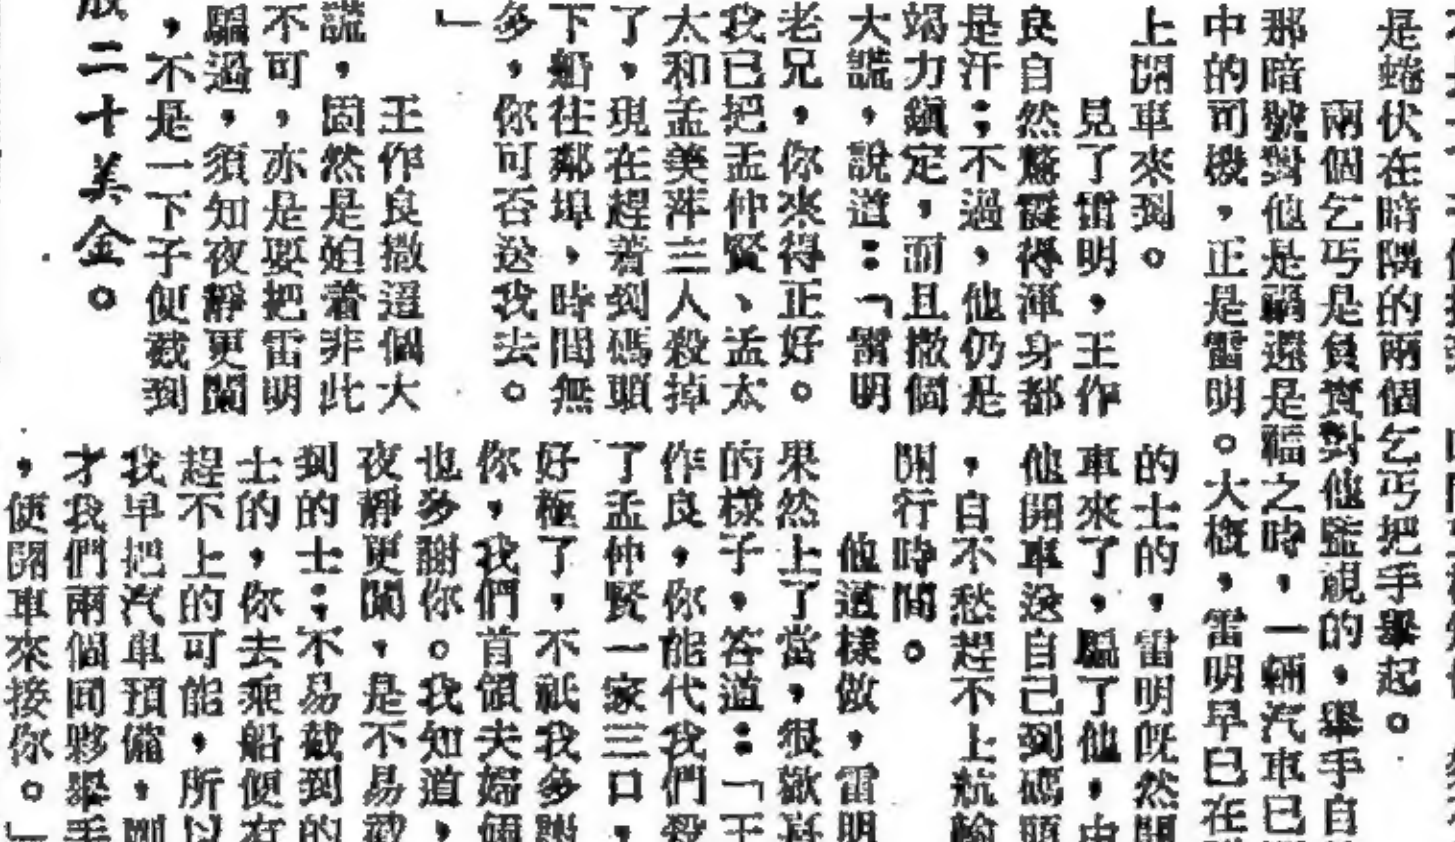 是蜷伏在暗隅的兩個乞丐把手舉起。
兩個乞丐是負責對他監視的，舉手自
那暗號對他是禍還是福之時，一輛汽車已
中的司機，正是雷明。大概，雷明早已在
上開車來到。
見了雷明，王作
良自然驚震得渾身都
是汗；不過，他仍是
竭力鎮定，而且撒個
大謊，說道：「雷明
老兄，你來得正好。
我已把孟仲賢、孟太
太和孟美萍三人殺掉
了，現在趕着到碼頭
下船往鄰埠，時間無
多，你可否送我去。
」
王作良撒這個大
謊，固然是怕着非此
不可，亦是要把雷明
騙過，須知夜靜更闌
，不是一下子便截到
的士的，雷明既然開
車來了，騙了他，由
他開車送自己到碼頭
，自不愁趕不上航輪
開行時間。
他這樣做，雷明
果然上了當，很歡喜
的樣子，答道：「王
作良，你能代我們殺
了孟仲賢一家三口，
好極了，不祇我多謝
你，我們首領夫婦倆
也多謝你。我知道，
夜靜更闌，是不易截
到的士；不易截到的
士的，你去乘船便有
趕不上的可能，所以
我早把汽車預備，剛
才我們兩個同夥舉手
，便開車來接你。」
二十美金。